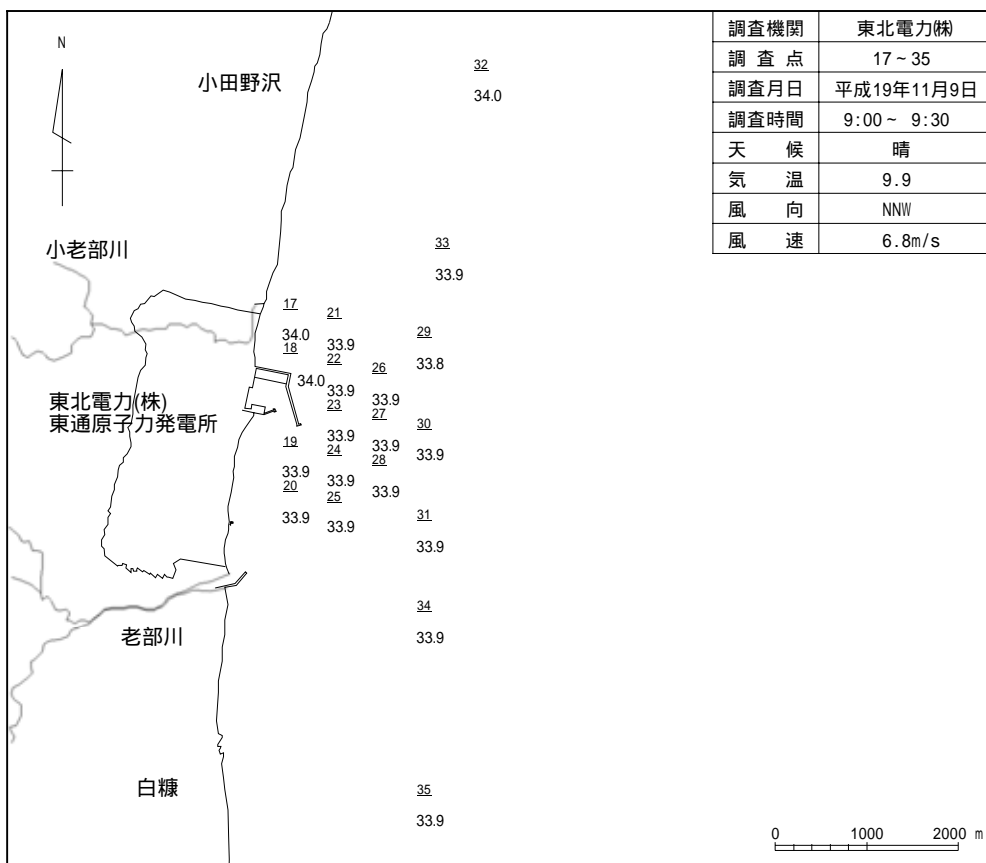 調査機関 東北電力㈱
調査点 17～35
調査月日 平成19年11月9日
調査時間 9:00～ 9:30
天候 晴
気温 9.9
風向 NNW
風速 6.8m/s
N
小田野沢
32
34.0
小老部川
33
33.9
17
34.0
21
33.9
29
33.8
18
34.0
22
33.9
26
33.9
東北電力(株)
東通原子力発電所
23
33.9
27
33.9
30
33.9
19
33.9
24
33.9
28
33.9
20
33.9
25
33.9
31
33.9
34
33.9
老部川
白糠
35
33.9
0 1000 2000 m